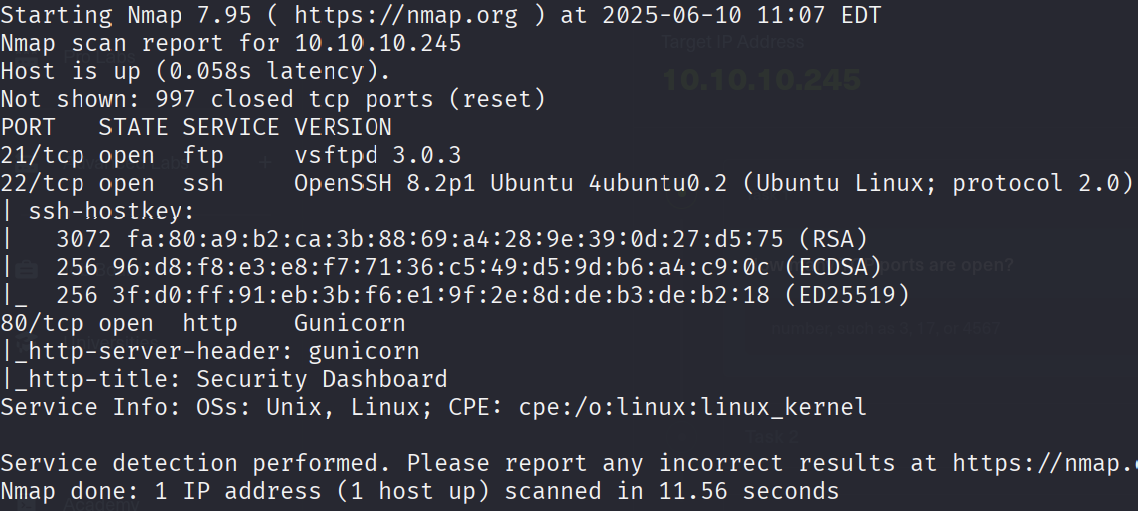 Starting Nmap 7.95 ( https://nmap.org ) at 2025-06-10 11:07 EDT
Nmap scan report for 10.10.10.245
Host is up (0.058s latency).
Not shown: 997 closed tcp ports (reset)
PORT   STATE SERVICE VERSION
21/tcp open  ftp     vsftpd 3.0.3
22/tcp open  ssh     OpenSSH 8.2p1 Ubuntu 4ubuntu0.2 (Ubuntu Linux; protocol 2.0)
| ssh-hostkey:
|   3072 fa:80:a9:b2:ca:3b:88:69:a4:28:9e:39:0d:27:d5:75 (RSA)
|   256 96:d8:f8:e3:e8:f7:71:36:c5:49:d5:9d:b6:a4:c9:0c (ECDSA)
|_  256 3f:d0:ff:91:eb:3b:f6:e1:9f:2e:8d:de:b3:de:b2:18 (ED25519)
80/tcp open  http    Gunicorn
|_http-server-header: gunicorn
|_http-title: Security Dashboard
Service Info: OSs: Unix, Linux; CPE: cpe:/o:linux:linux_kernel
Service detection performed. Please report any incorrect results at https://nmap.
Nmap done: 1 IP address (1 host up) scanned in 11.56 seconds
Target IP Address
10.10.10.245
ports are open?
Task 2
Academy